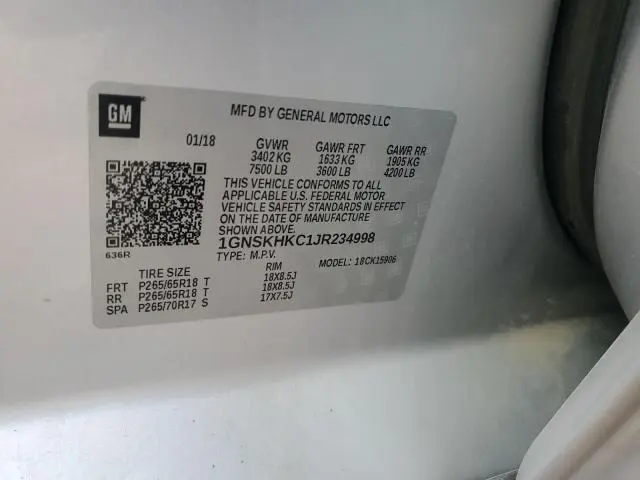 GM
MFD BY GENERAL MOTORS LLC
01/18 GVWR GAWR FRT GAWR RR
3402 KG 1633 KG 1905 KG
7500 LB 3600 LB 4200 LB
THIS VEHICLE CONFORMS TO ALL
APPLICABLE U.S. FEDERAL MOTOR
VEHICLE SAFETY STANDARDS IN EFFECT
ON THE DATE OF MANUFACTURE
SHOWN ABOVE.
1GNSKHKC1JR234998
636R
TYPE: M.P.V. MODEL: 18CK15906
TIRE SIZE RIM
FRT P265/65R18 T 18X8.5J
RR P265/65R18 T 18X8.5J
SPA P265/70R17 S 17X7.5J